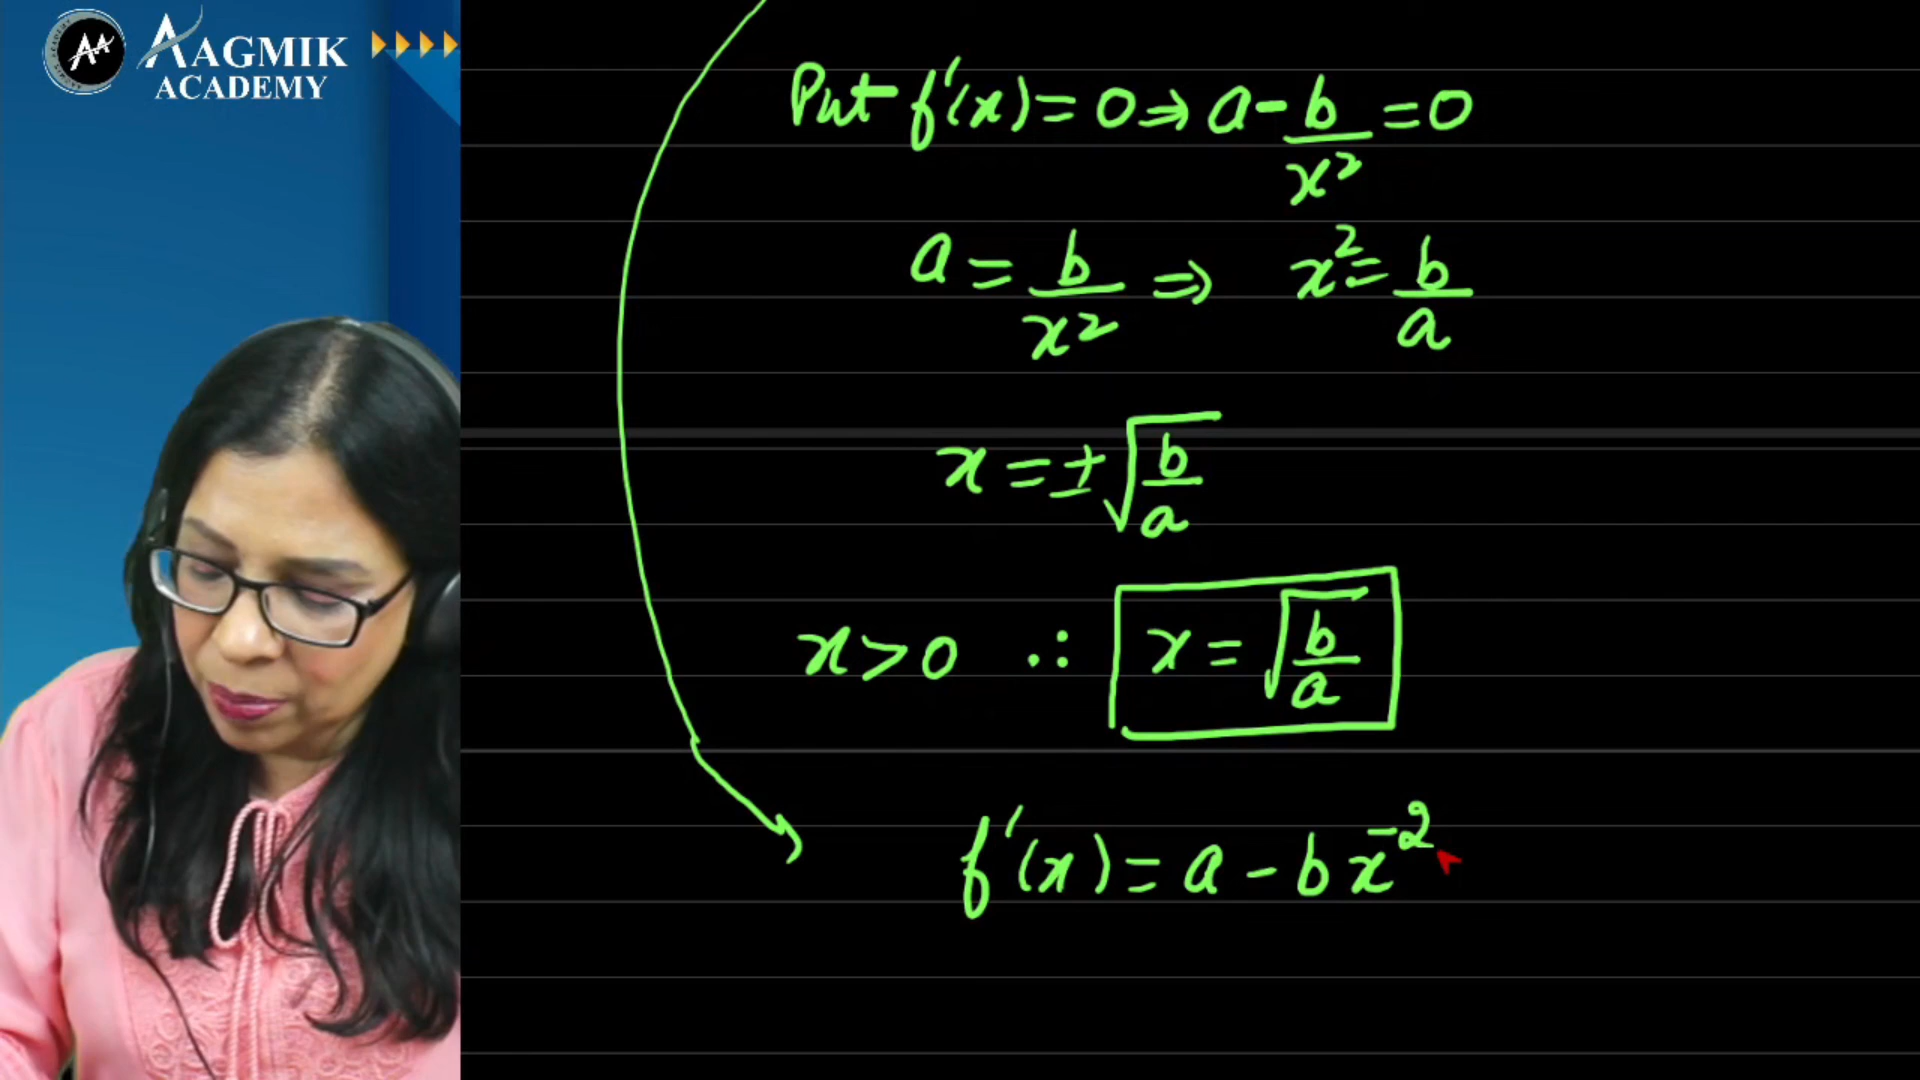 AAGMIK
ACADEMY
Put f'(x) = 0 ⇒ a - b/x² = 0
a = b/x² ⇒ x² = b/a
x = ±√(b/a)
x > 0 ∴ x = √(b/a)
f'(x) = a - bx⁻²